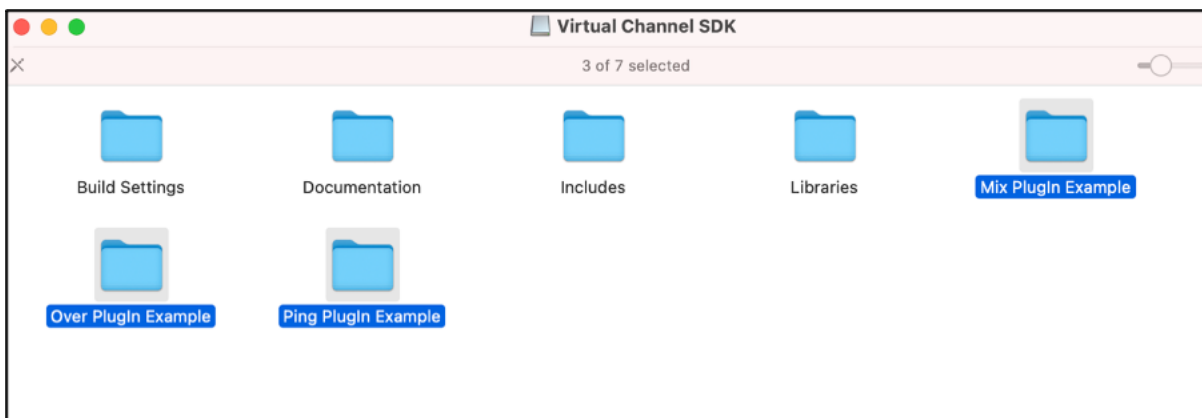 Virtual Channel SDK
3 of 7 selected
Build Settings
Documentation
Includes
Libraries
Mix PlugIn Example
Over PlugIn Example
Ping PlugIn Example